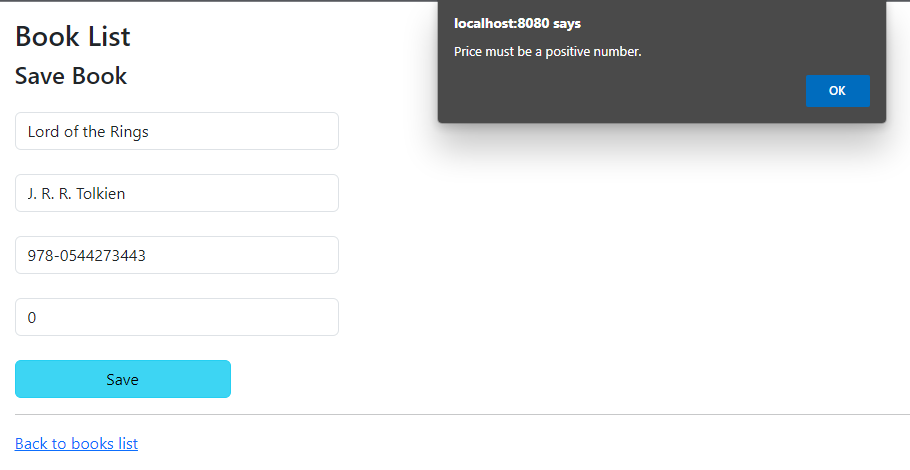 Book List
Save Book
Lord of the Rings
J. R. R. Tolkien
978-0544273443
0
Save
Back to books list
localhost:8080 says
Price must be a positive number.
OK